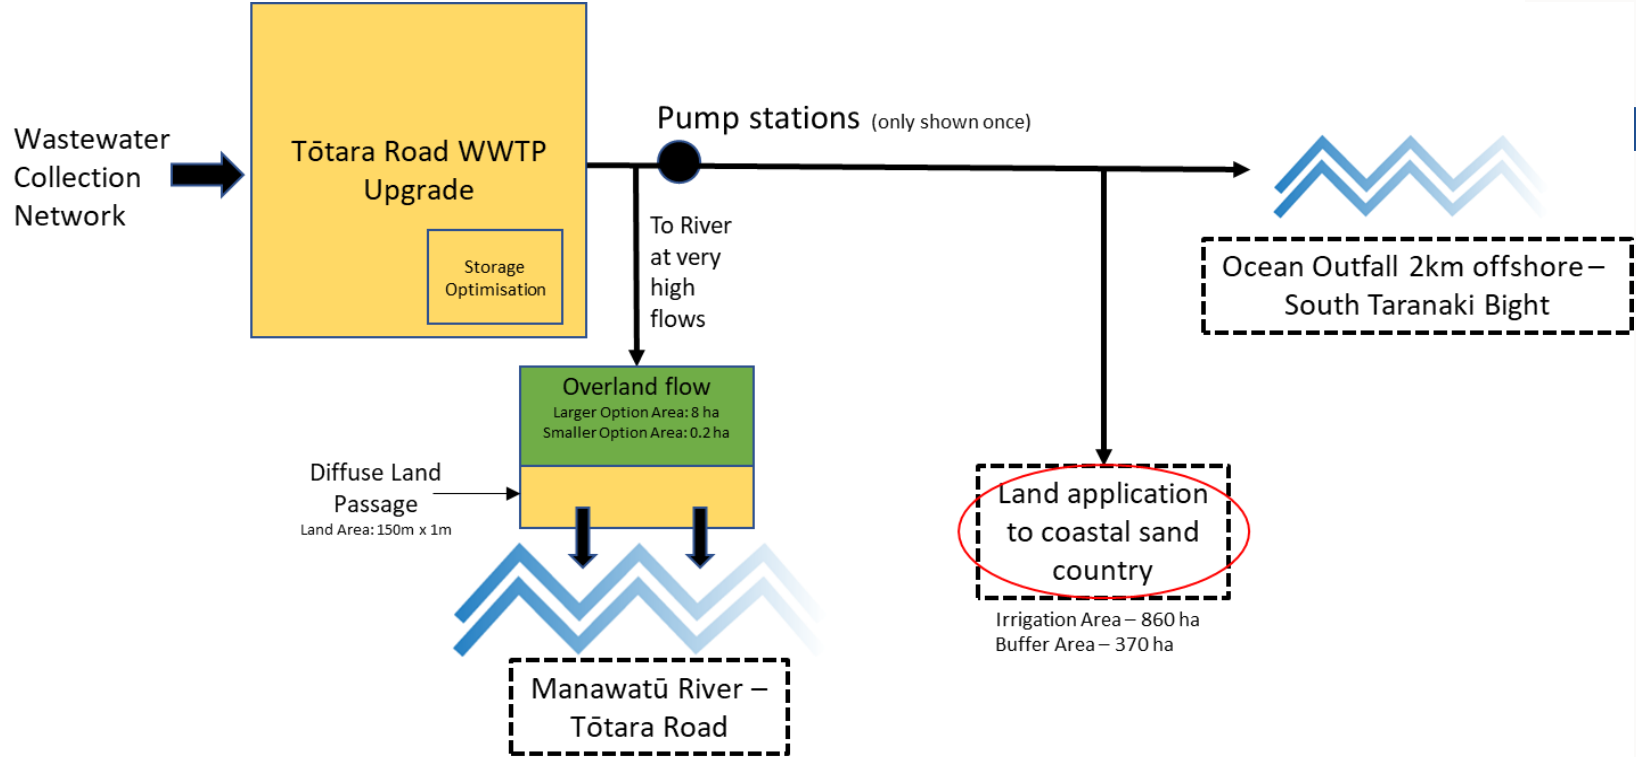 Wastewater
Collection
Network
Tōtara Road WWTP
Upgrade
Storage
Optimisation
Pump stations (only shown once)
To River
at very
high
flows
Ocean Outfall 2km offshore –
South Taranaki Bight
Overland flow
Larger Option Area: 8 ha
Smaller Option Area: 0.2 ha
Diffuse Land
Passage
Land Area: 150m x 1m
Land application
to coastal sand
country
Irrigation Area – 860 ha
Buffer Area – 370 ha
Manawatū River –
Tōtara Road